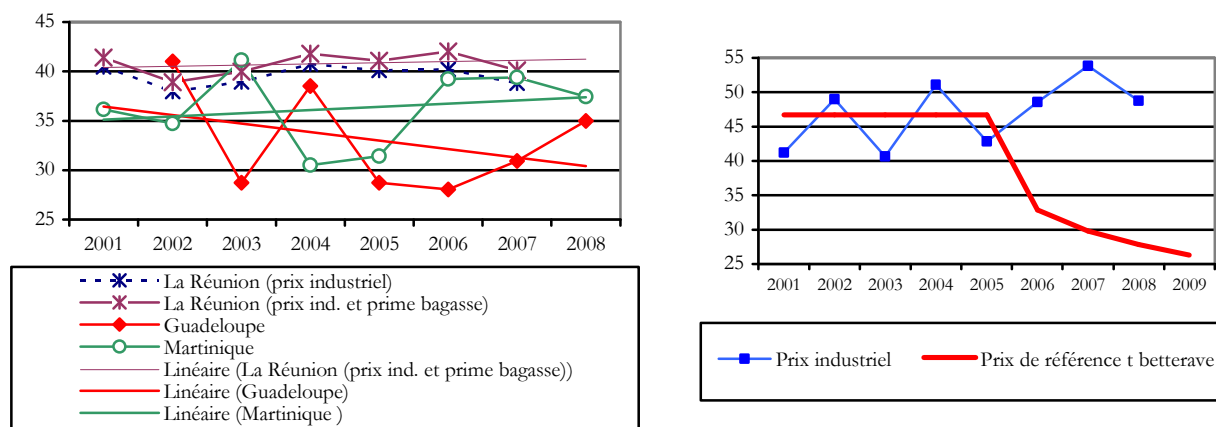 45
40
35
30
25
2001 2002 2003 2004 2005 2006 2007 2008
La Réunion (prix industriel)
La Réunion (prix ind. et prime bagasse)
Guadeloupe
Martinique
Linéaire (La Réunion (prix ind. et prime bagasse))
Linéaire (Guadeloupe)
Linéaire (Martinique )
55
50
45
40
35
30
25
2001 2002 2003 2004 2005 2006 2007 2008 2009
Prix industriel Prix de référence t betterave